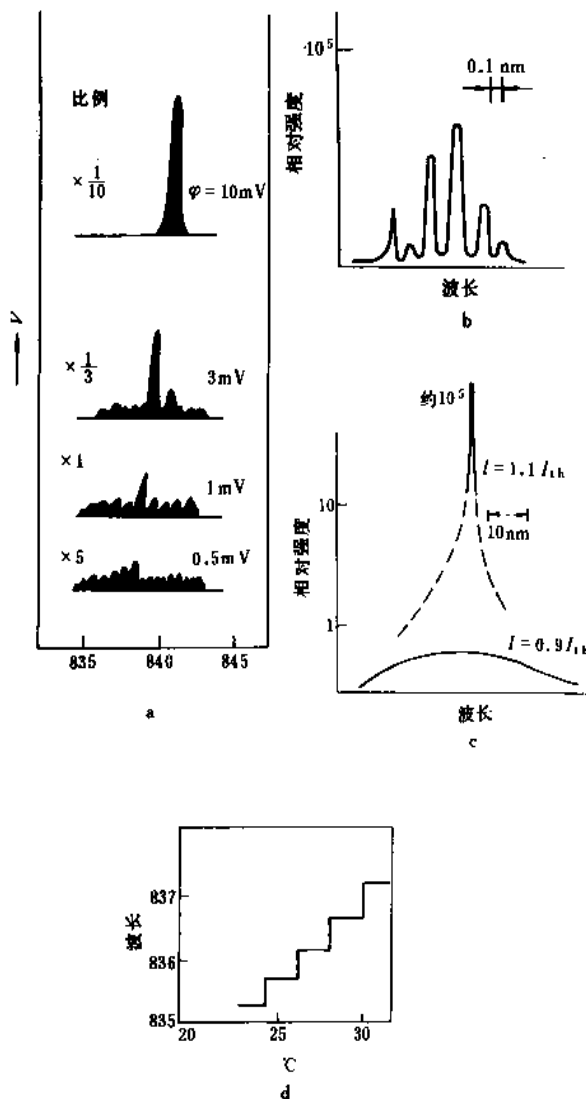 比例
× 1/10
φ = 10mV
→ V
× 1/3
3mV
×1
1mV
×5
0.5mV
835 840 845
a
10⁵
0.1 nm
相对强度
波长
b
约10⁵
I = 1.1 Ith
10
10nm
相对强度
1
I = 0.9 Ith
波长
c
波长
837
836
835
20 25 30
℃
d